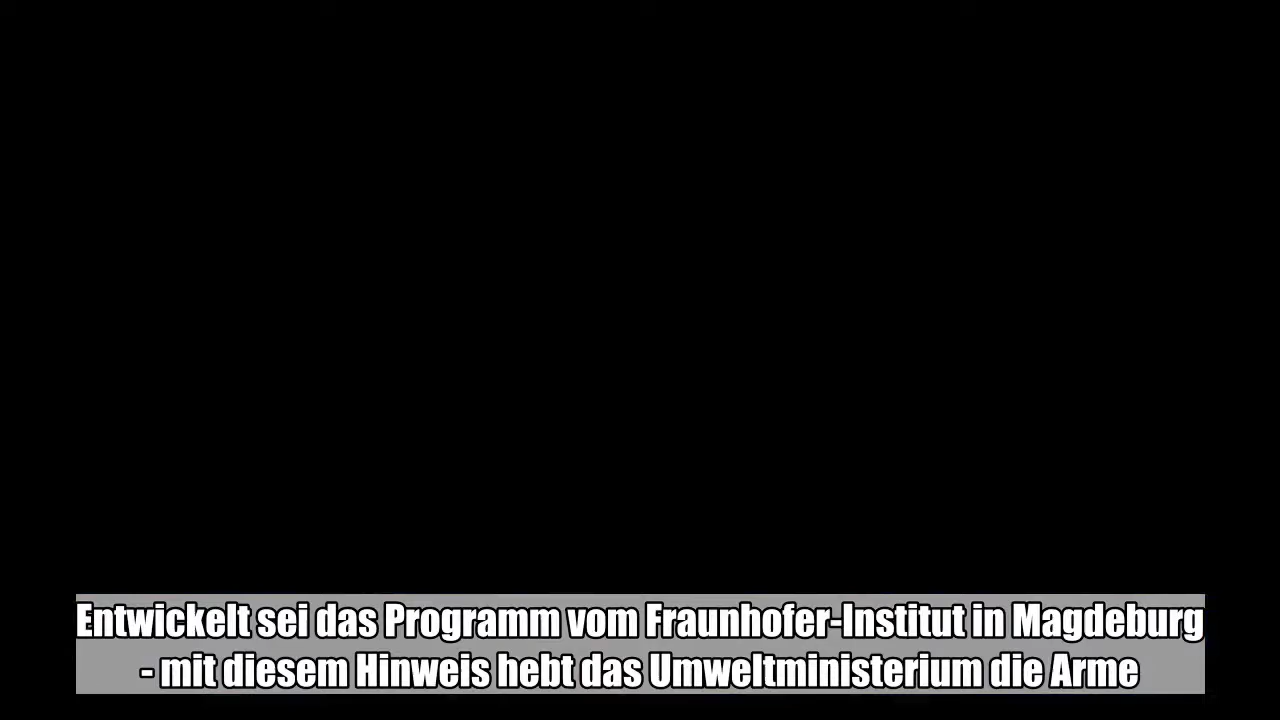 Entwickelt sei das Programm vom Fraunhofer-Institut in Magdeburg
- mit diesem Hinweis hebt das Umweltministerium die Arme